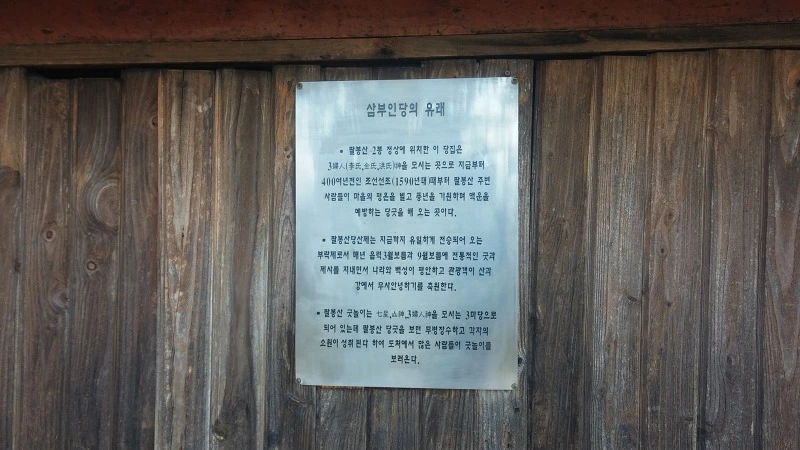 삼부인당의 유래
• 팔봉산 2봉 정상에 위치한 이 당집은
3婦人(李氏,金氏,洪氏)神을 모시는 곳으로 지금부터
400여년전인 조선선조(1590년대)때부터 팔봉산 주변
사람들이 마을의 평온을 빌고 풍년을 기원하며 액운을
예방하는 당굿을 해 오는 곳이다.
• 팔봉산당산제는 지금까지 유일하게 전승되어 오는
부락제로서 매년 음력3월보름과 9월보름에 전통적인 굿과
제사를 지내면서 나라와 백성이 평안하고 관광객이 산과
강에서 무사안녕하기를 축원한다.
• 팔봉산 굿놀이는 七星,山神,3婦人神을 모시는 3마당으로
되어 있는데 팔봉산 당굿을 보면 무병장수하고 각자의
소원이 성취 된다 하여 도처에서 많은 사람들이 굿놀이를
보러온다.